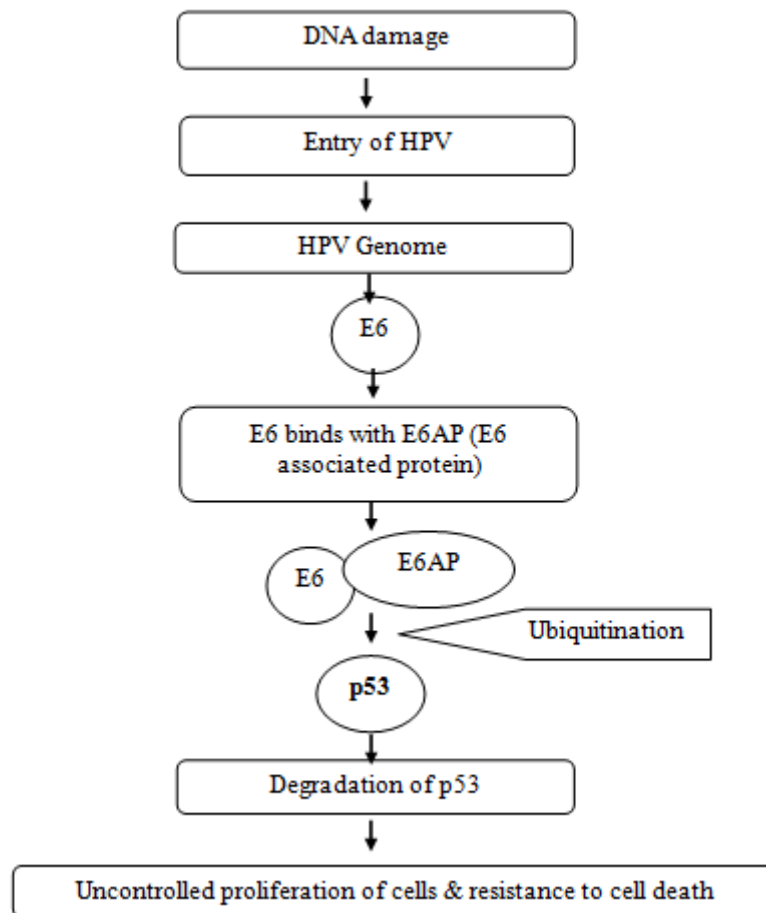 DNA damage
Entry of HPV
HPV Genome
E6
E6 binds with E6AP (E6
associated protein)
E6
E6AP
Ubiquitination
p53
Degradation of p53
Uncontrolled proliferation of cells & resistance to cell death